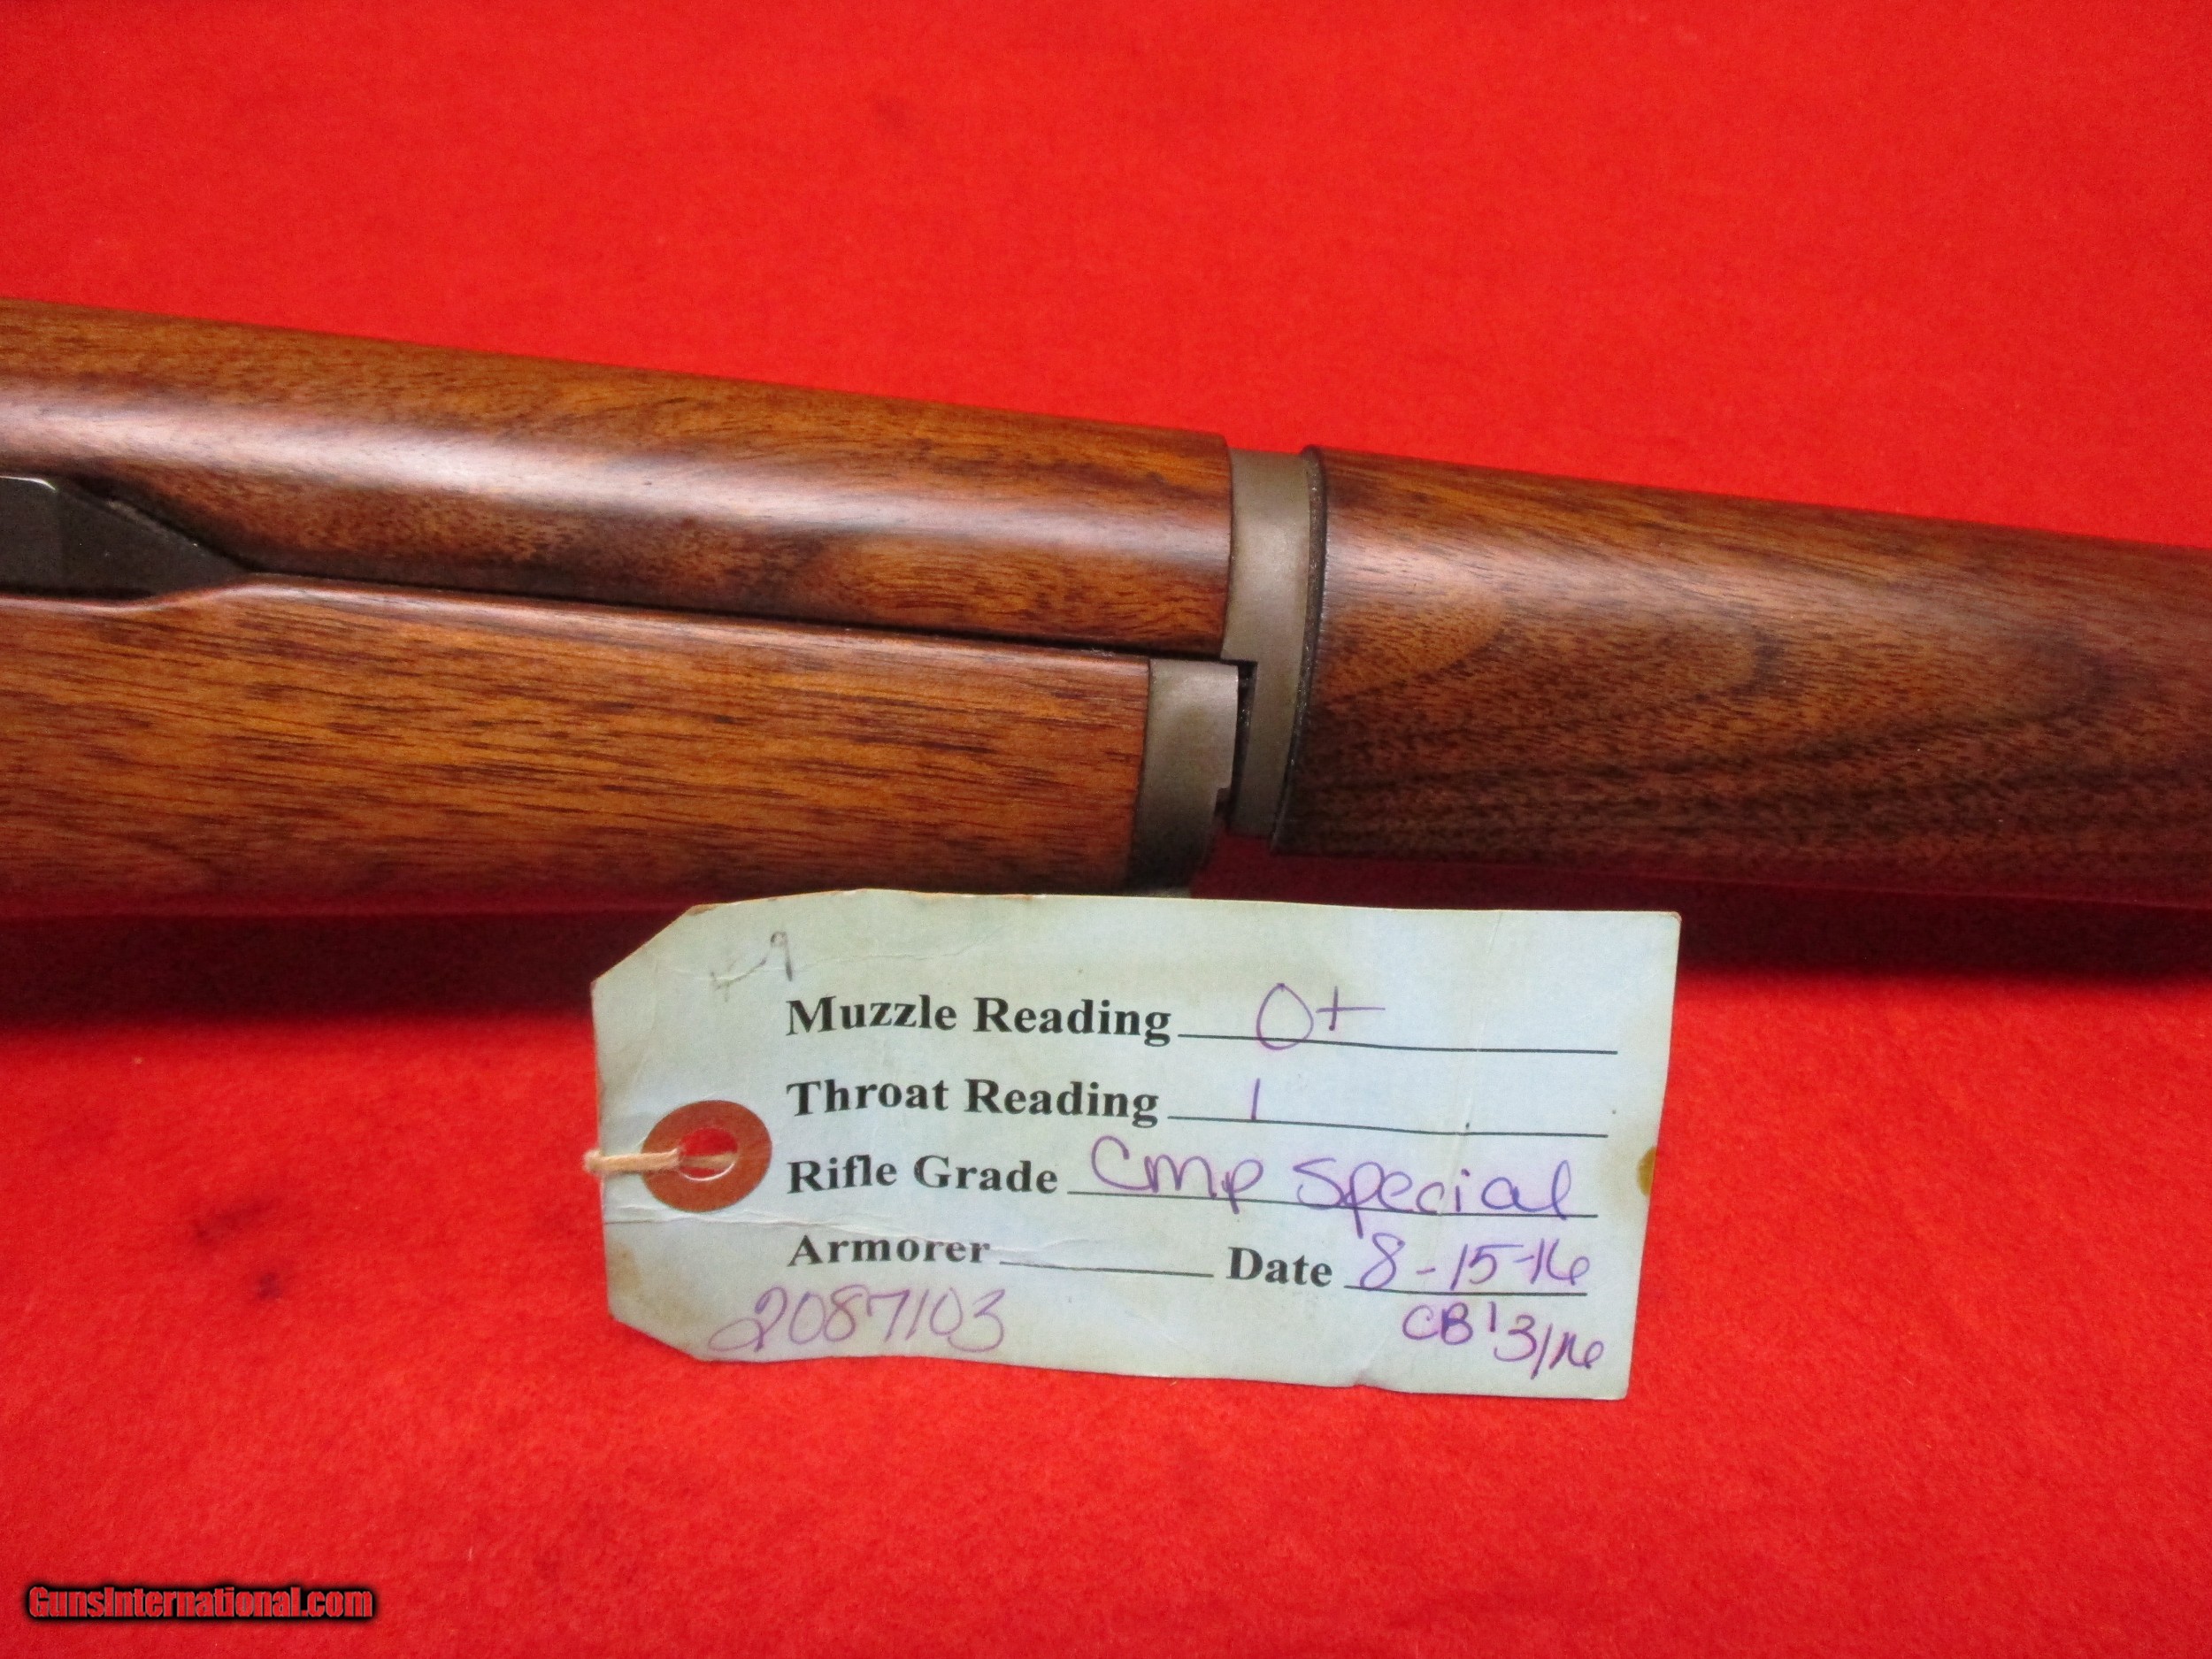 Muzzle Reading 0+
Throat Reading 1
Rifle Grade CMP Special
Armorer Date 8-15-16
2087103 CB'3/16
GunsInternational.com